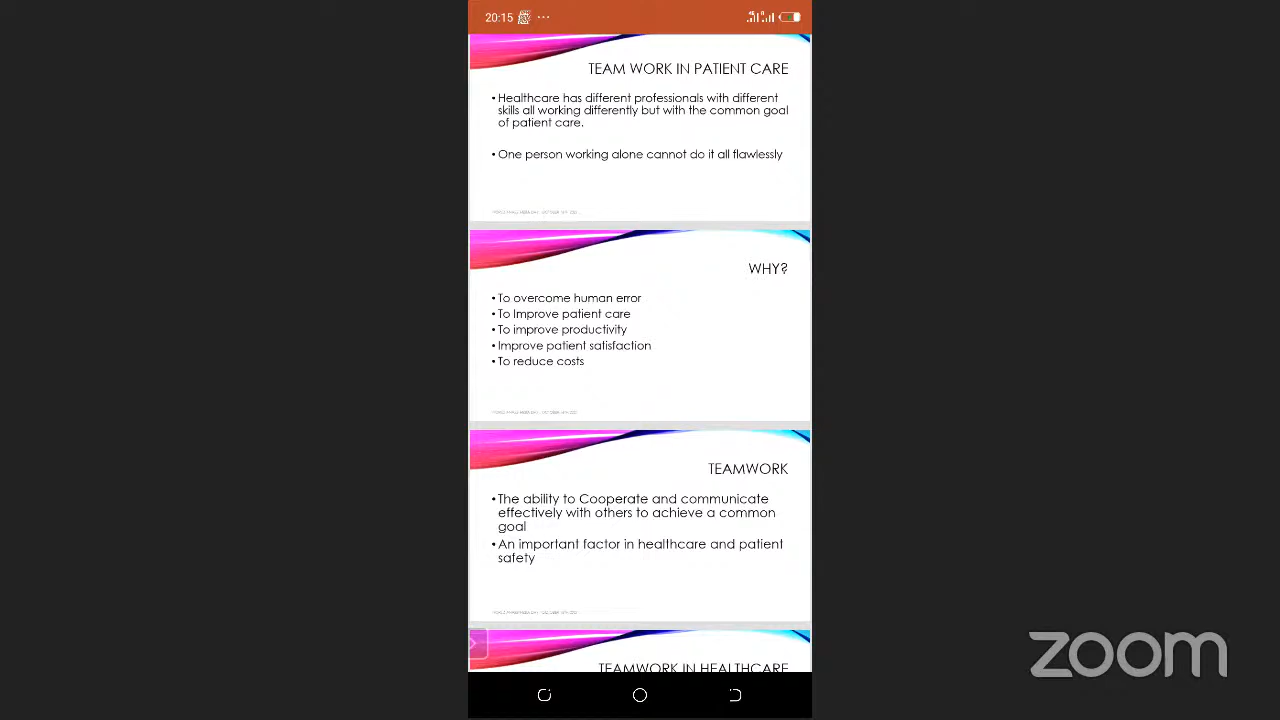 20:15
TEAM WORK IN PATIENT CARE
• Healthcare has different professionals with different
skills all working differently but with the common goal
of patient care.
• One person working alone cannot do it all flawlessly
WHY?
• To overcome human error
• To Improve patient care
• To improve productivity
• Improve patient satisfaction
• To reduce costs
TEAMWORK
• The ability to Cooperate and communicate
effectively with others to achieve a common
goal
• An important factor in healthcare and patient
safety
TEAMWORK IN HEALTHCARE
zoom